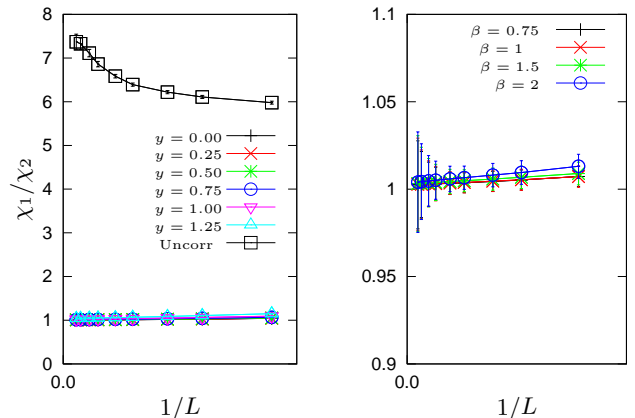 8
7
6
5
4
3
2
1
0
χ1/χ2
y = 0.00
y = 0.25
y = 0.50
y = 0.75
y = 1.00
y = 1.25
Uncorr
0.0
1/L
1.1
1.05
1
0.95
0.9
β = 0.75
β = 1
β = 1.5
β = 2
0.0
1/L